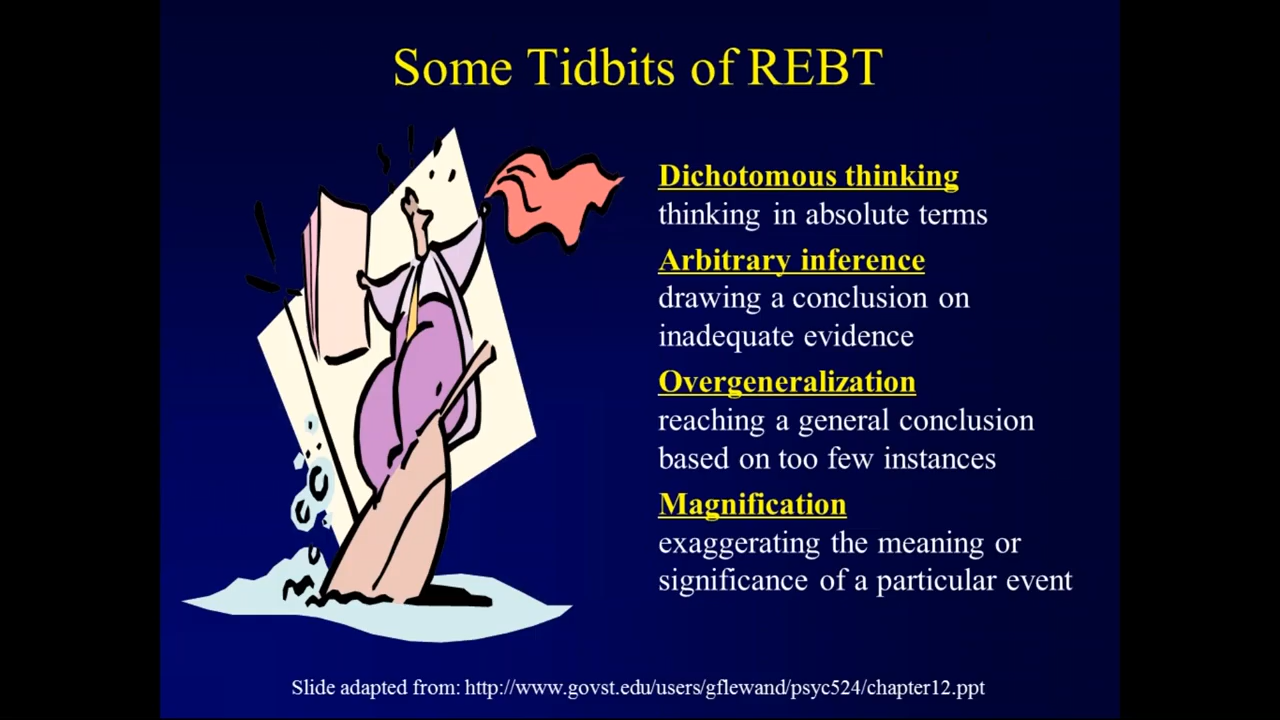 Some Tidbits of REBT
Dichotomous thinking
thinking in absolute terms
Arbitrary inference
drawing a conclusion on
inadequate evidence
Overgeneralization
reaching a general conclusion
based on too few instances
Magnification
exaggerating the meaning or
significance of a particular event
Slide adapted from: http://www.govst.edu/users/gflewand/psyc524/chapter12.ppt